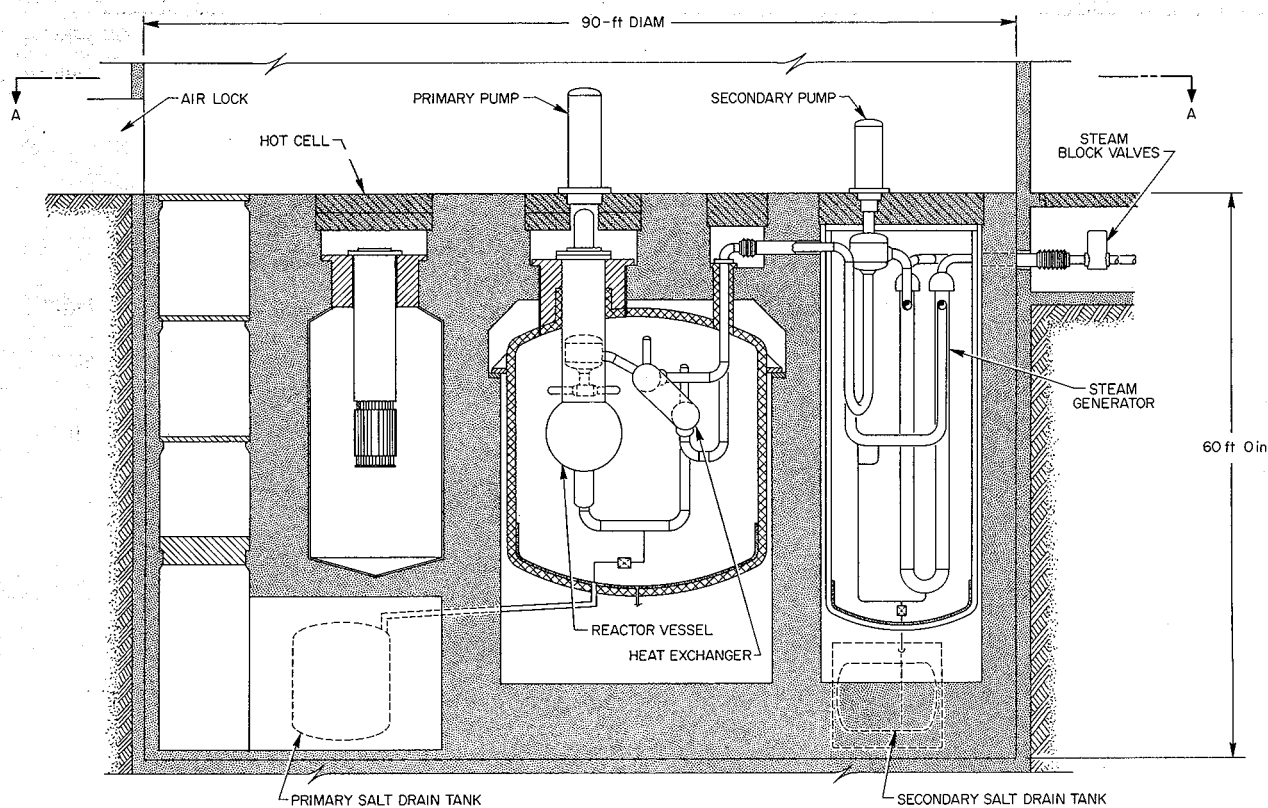 90-ft DIAM
A
A
AIR LOCK
PRIMARY PUMP
SECONDARY PUMP
HOT CELL
STEAM
BLOCK VALVES
STEAM
GENERATOR
60 ft 0 in
REACTOR VESSEL
HEAT EXCHANGER
PRIMARY SALT DRAIN TANK
SECONDARY SALT DRAIN TANK